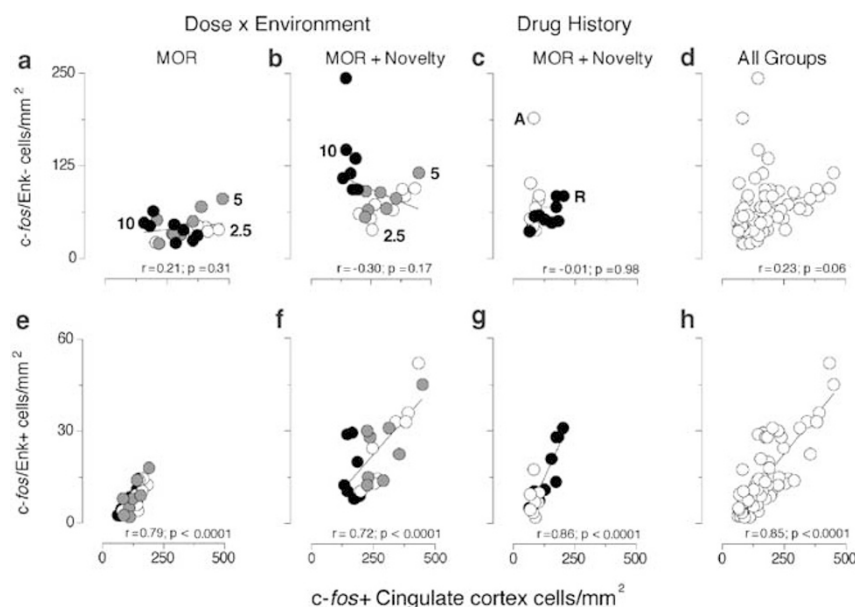 Dose x Environment Drug History
a MOR b MOR + Novelty c MOR + Novelty d All Groups
c-fos/Enk- cells/mm²
250
125
0
10
5
2.5
r=0.21; p=0.31
10
5
2.5
r=-0.30; p=0.17
A
R
r=-0.01; p=0.98
r=0.23; p=0.06
e f g h
c-fos/Enk+ cells/mm²
60
30
0
r=0.79; p< 0.0001
r=0.72; p<0.0001
r=0.86; p<0.0001
r=0.85; p<0.0001
0 250 500 0 250 500 0 250 500 0 250 500
c-fos+ Cingulate cortex cells/mm²